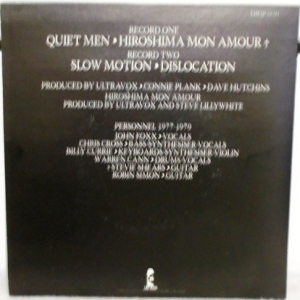 RECORD ONE
QUIET MEN • HIROSHIMA MON AMOUR †
RECORD TWO
SLOW MOTION • DISLOCATION
PRODUCED BY ULTRAVOX • CONNIE PLANK • DAVE HUTCHINS
HIROSHIMA MON AMOUR
PRODUCED BY ULTRAVOX AND STEVE LILLYWHITE
PERSONNEL 1977-1979
JOHN FOXX • VOCALS
CHRIS CROSS • BASS-SYNTHESISER-VOCALS
BILLY CURRIE • KEYBOARDS-SYNTHESISER-VIOLIN
WARREN CANN • DRUMS-VOCALS
† STEVIE SHEARS • GUITAR
ROBIN SIMON • GUITAR